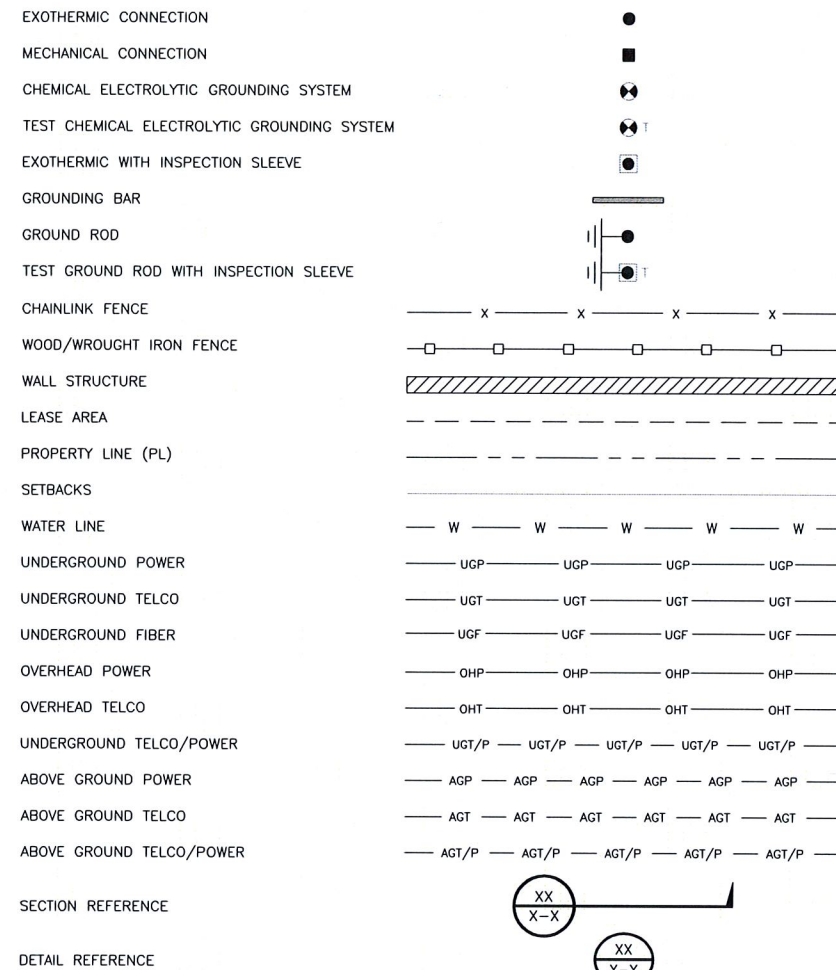 EXOTHERMIC CONNECTION
MECHANICAL CONNECTION
CHEMICAL ELECTROLYTIC GROUNDING SYSTEM
TEST CHEMICAL ELECTROLYTIC GROUNDING SYSTEM T
EXOTHERMIC WITH INSPECTION SLEEVE
GROUNDING BAR
GROUND ROD
TEST GROUND ROD WITH INSPECTION SLEEVE T
CHAINLINK FENCE X X X X
WOOD/WROUGHT IRON FENCE
WALL STRUCTURE
LEASE AREA
PROPERTY LINE (PL)
SETBACKS
WATER LINE W W W W W
UNDERGROUND POWER UGP UGP UGP UGP
UNDERGROUND TELCO UGT UGT UGT UGT
UNDERGROUND FIBER UGF UGF UGF UGF
OVERHEAD POWER OHP OHP OHP OHP
OVERHEAD TELCO OHT OHT OHT OHT
UNDERGROUND TELCO/POWER UGT/P UGT/P UGT/P UGT/P UGT/P
ABOVE GROUND POWER AGP AGP AGP AGP AGP AGP
ABOVE GROUND TELCO AGT AGT AGT AGT AGT AGT
ABOVE GROUND TELCO/POWER AGT/P AGT/P AGT/P AGT/P AGT/P
XX
SECTION REFERENCE X-X
XX
DETAIL REFERENCE X-X